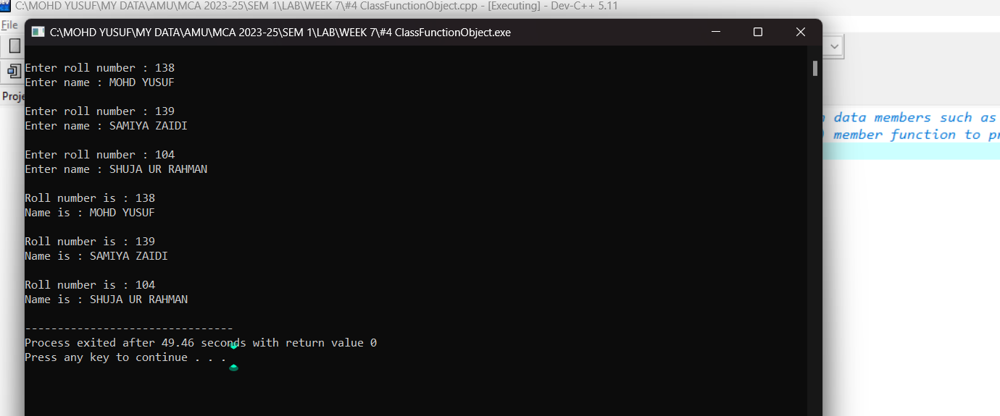 C:\MOHD YUSUF\MY DATA\AMU\MCA 2023-25\SEM 1\LAB\WEEK 7\#4 ClassFunctionObject.cpp - [Executing] - Dev-C++ 5.11
File
C:\MOHD YUSUF\MY DATA\AMU\MCA 2023-25\SEM 1\LAB\WEEK 7\#4 ClassFunctionObject.exe
Proje
Enter roll number : 138
Enter name : MOHD YUSUF
Enter roll number : 139
Enter name : SAMIYA ZAIDI
Enter roll number : 104
Enter name : SHUJA UR RAHMAN
Roll number is : 138
Name is : MOHD YUSUF
Roll number is : 139
Name is : SAMIYA ZAIDI
Roll number is : 104
Name is : SHUJA UR RAHMAN
--------------------------------
Process exited after 49.46 seconds with return value 0
Press any key to continue . . .
data members such as
member function to pr